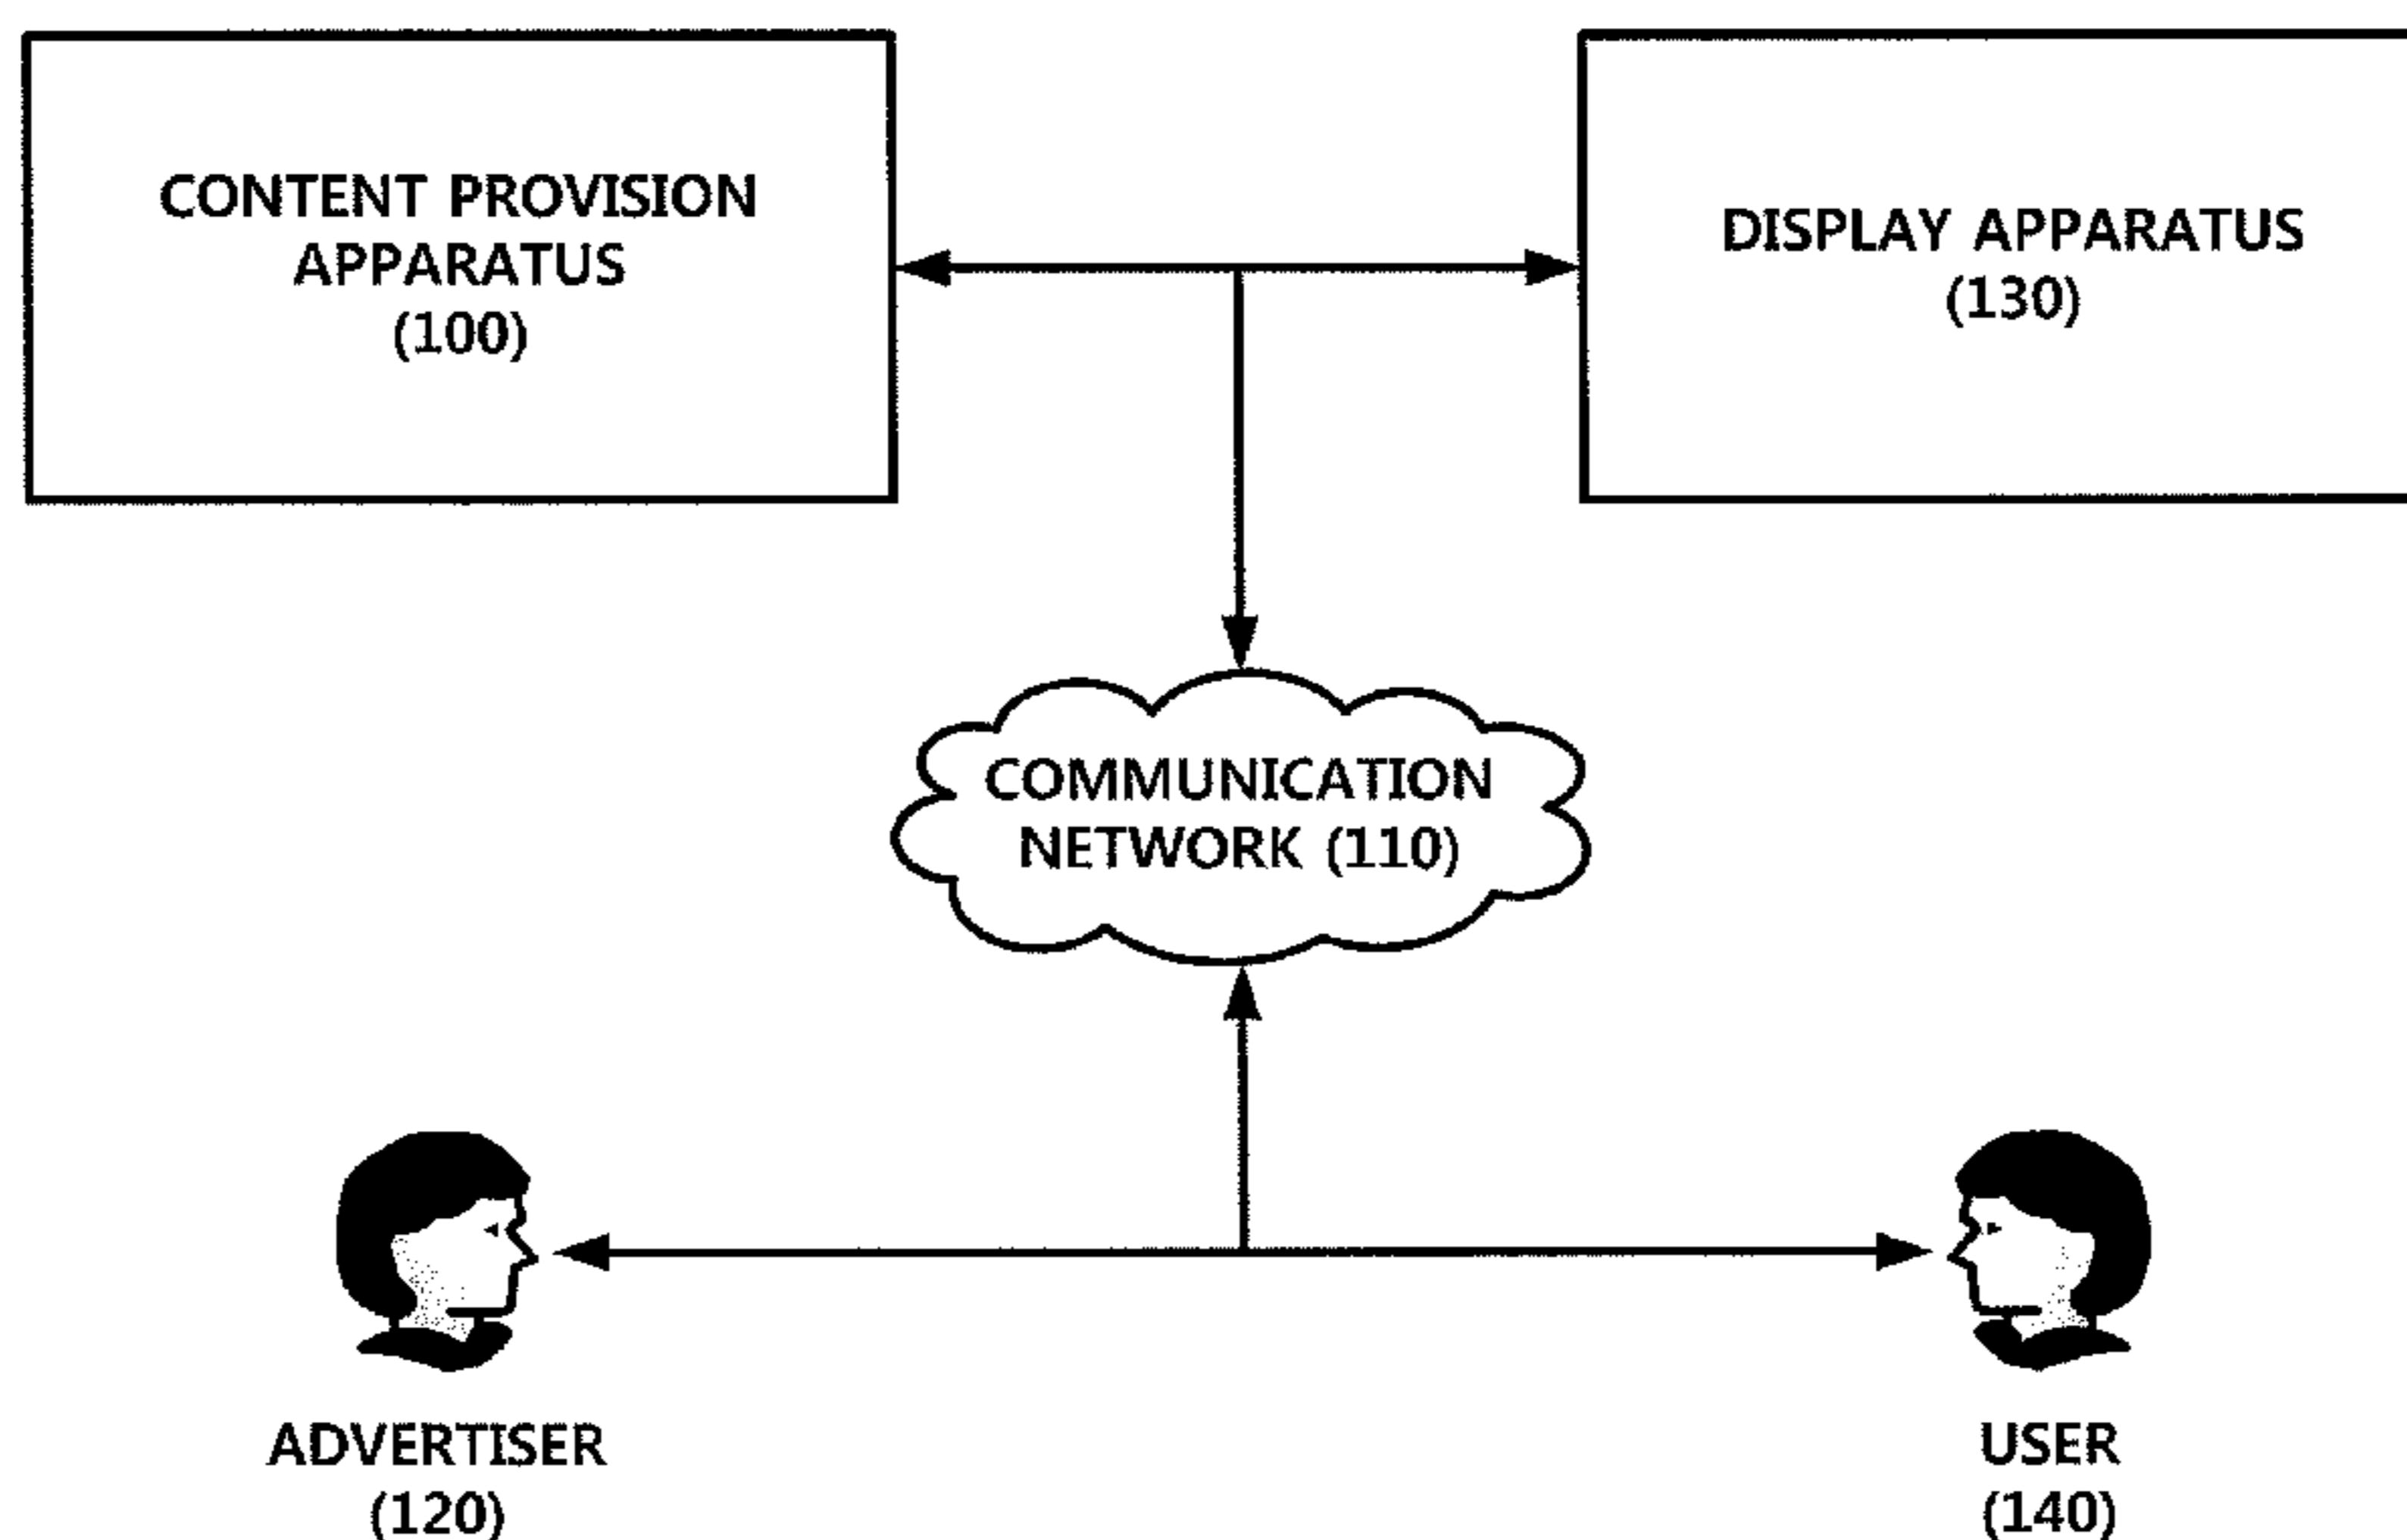 CONTENT PROVISION
APPARATUS
(100)
DISPLAY APPARATUS
(130)
COMMUNICATION
NETWORK (110)
ADVERTISER
(120)
USER
(140)